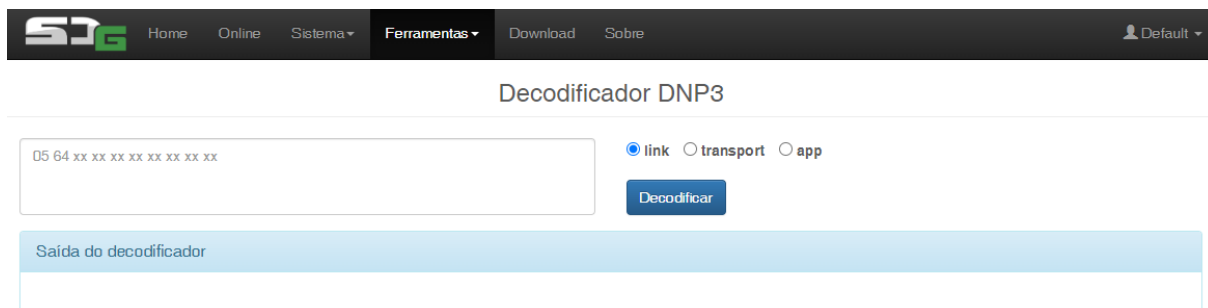 SDG Home Online Sistema Ferramentas Download Sobre Default
Decodificador DNP3
05 64 xx xx xx xx xx xx xx xx
link transport app
Decodificar
Saída do decodificador